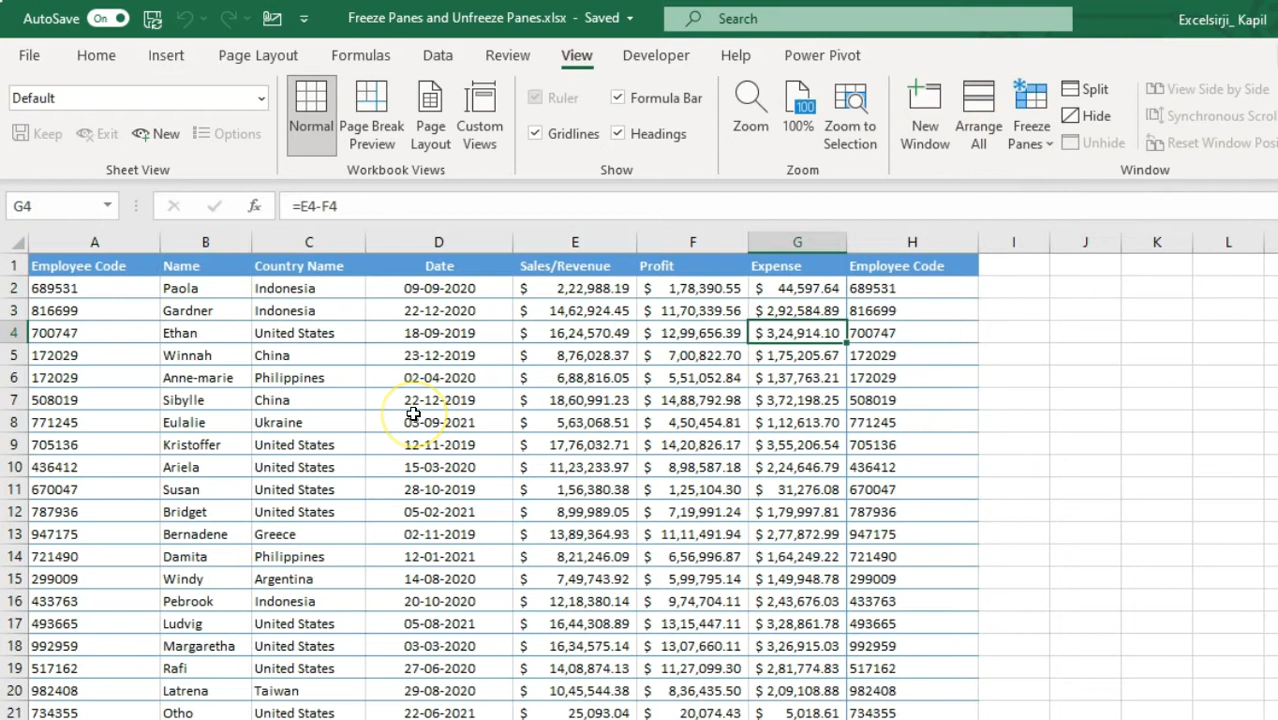 AutoSave On Freeze Panes and Unfreeze Panes.xlsx - Saved Search Excelsirji_ Kapil
File Home Insert Page Layout Formulas Data Review View Developer Help Power Pivot
Default Ruler Formula Bar 100 Split View Side by Side
Hide Synchronous Scrol
Keep Exit New Options Normal Page Break Preview Page Layout Custom Views Gridlines Headings Zoom 100% Zoom to Selection New Window Arrange All Freeze Panes Unhide Reset Window Posi
Sheet View Workbook Views Show Zoom Window
G4 fx =E4-F4
A B C D E F G H I J K L
1 Employee Code Name Country Name Date Sales/Revenue Profit Expense Employee Code
2 689531 Paola Indonesia 09-09-2020 $ 2,22,988.19 $ 1,78,390.55 $ 44,597.64 689531
3 816699 Gardner Indonesia 22-12-2020 $ 14,62,924.45 $ 11,70,339.56 $ 2,92,584.89 816699
4 700747 Ethan United States 18-09-2019 $ 16,24,570.49 $ 12,99,656.39 $ 3,24,914.10 700747
5 172029 Winnah China 23-12-2019 $ 8,76,028.37 $ 7,00,822.70 $ 1,75,205.67 172029
6 172029 Anne-marie Philippines 02-04-2020 $ 6,88,816.05 $ 5,51,052.84 $ 1,37,763.21 172029
7 508019 Sibylle China 22-12-2019 $ 18,60,991.23 $ 14,88,792.98 $ 3,72,198.25 508019
8 771245 Eulalie Ukraine 03-09-2021 $ 5,63,068.51 $ 4,50,454.81 $ 1,12,613.70 771245
9 705136 Kristoffer United States 12-11-2019 $ 17,76,032.71 $ 14,20,826.17 $ 3,55,206.54 705136
10 436412 Ariela United States 15-03-2020 $ 11,23,233.97 $ 8,98,587.18 $ 2,24,646.79 436412
11 670047 Susan United States 28-10-2019 $ 1,56,380.38 $ 1,25,104.30 $ 31,276.08 670047
12 787936 Bridget United States 05-02-2021 $ 8,99,989.05 $ 7,19,991.24 $ 1,79,997.81 787936
13 947175 Bernadene Greece 02-11-2019 $ 13,89,364.93 $ 11,11,491.94 $ 2,77,872.99 947175
14 721490 Damita Philippines 12-01-2021 $ 8,21,246.09 $ 6,56,996.87 $ 1,64,249.22 721490
15 299009 Windy Argentina 14-08-2020 $ 7,49,743.92 $ 5,99,795.14 $ 1,49,948.78 299009
16 433763 Pebrook Indonesia 20-10-2020 $ 12,18,380.14 $ 9,74,704.11 $ 2,43,676.03 433763
17 493665 Ludvig United States 05-08-2021 $ 16,44,308.89 $ 13,15,447.11 $ 3,28,861.78 493665
18 992959 Margaretha United States 03-03-2020 $ 16,34,575.14 $ 13,07,660.11 $ 3,26,915.03 992959
19 517162 Rafi United States 27-06-2020 $ 14,08,874.13 $ 11,27,099.30 $ 2,81,774.83 517162
20 982408 Latrena Taiwan 29-08-2020 $ 10,45,544.38 $ 8,36,435.50 $ 2,09,108.88 982408
21 734355 Otho United States 22-06-2021 $ 25,093.04 $ 20,074.43 $ 5,018.61 734355